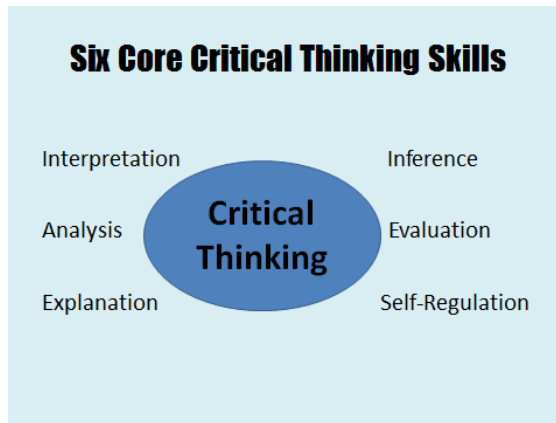 Six Core Critical Thinking Skills
Interpretation
Inference
Critical
Thinking
Analysis
Evaluation
Explanation
Self-Regulation